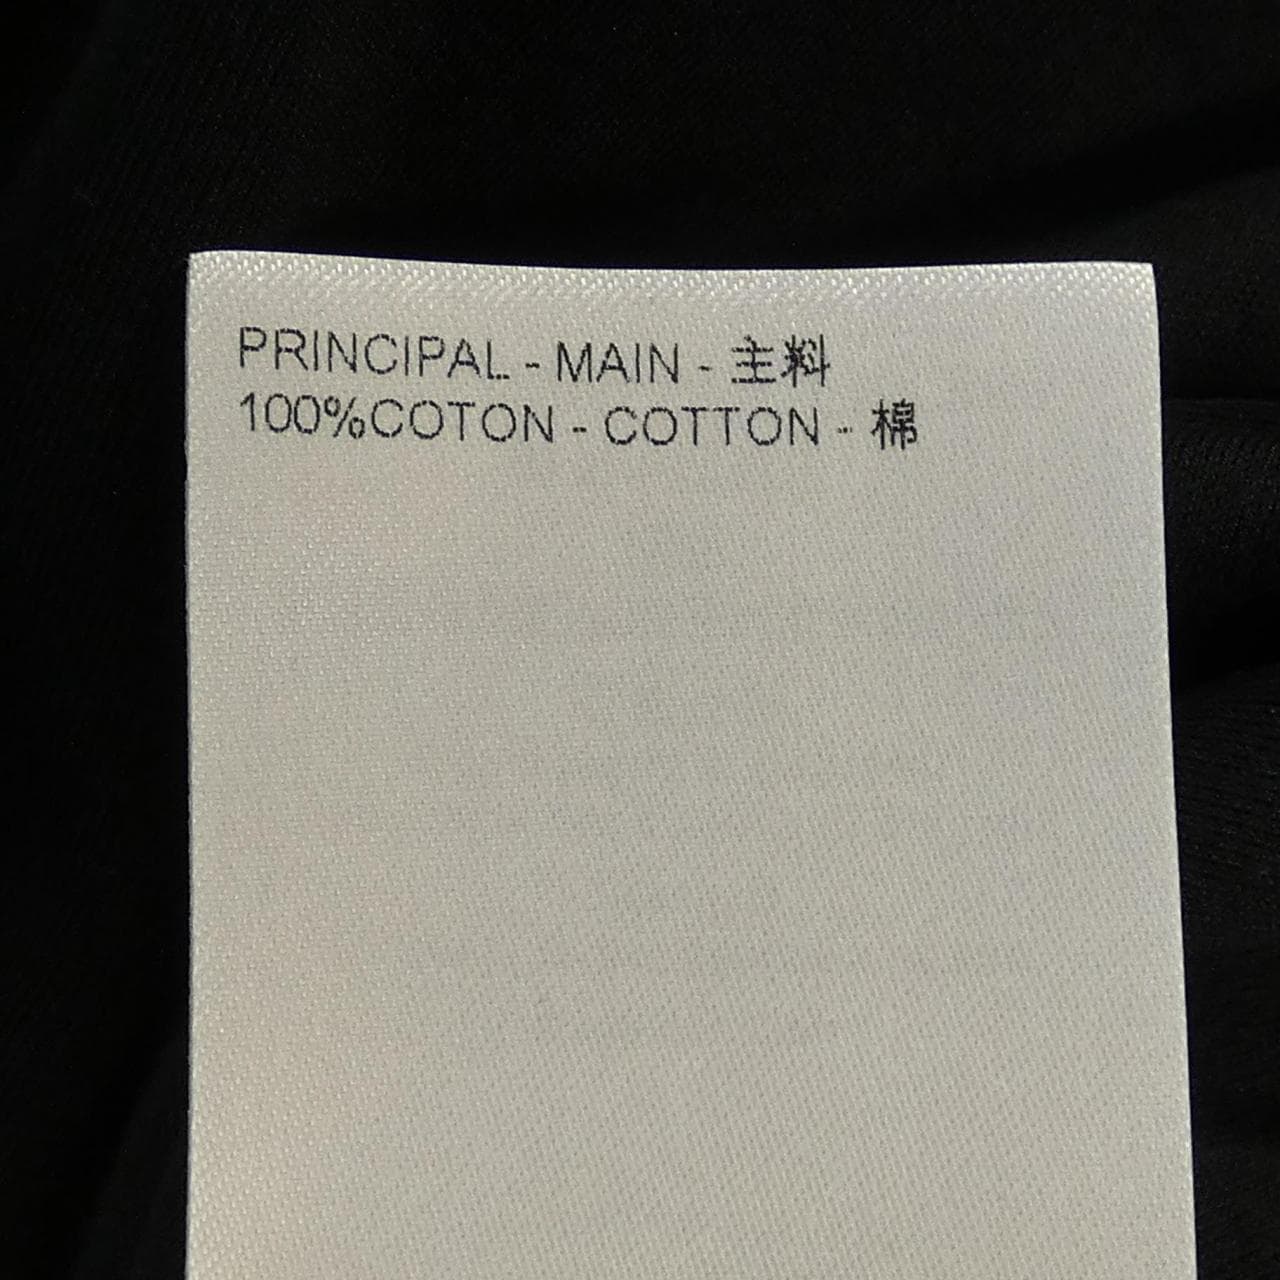 PRINCIPAL - MAIN - 主料
100%COTON - COTTON - 棉